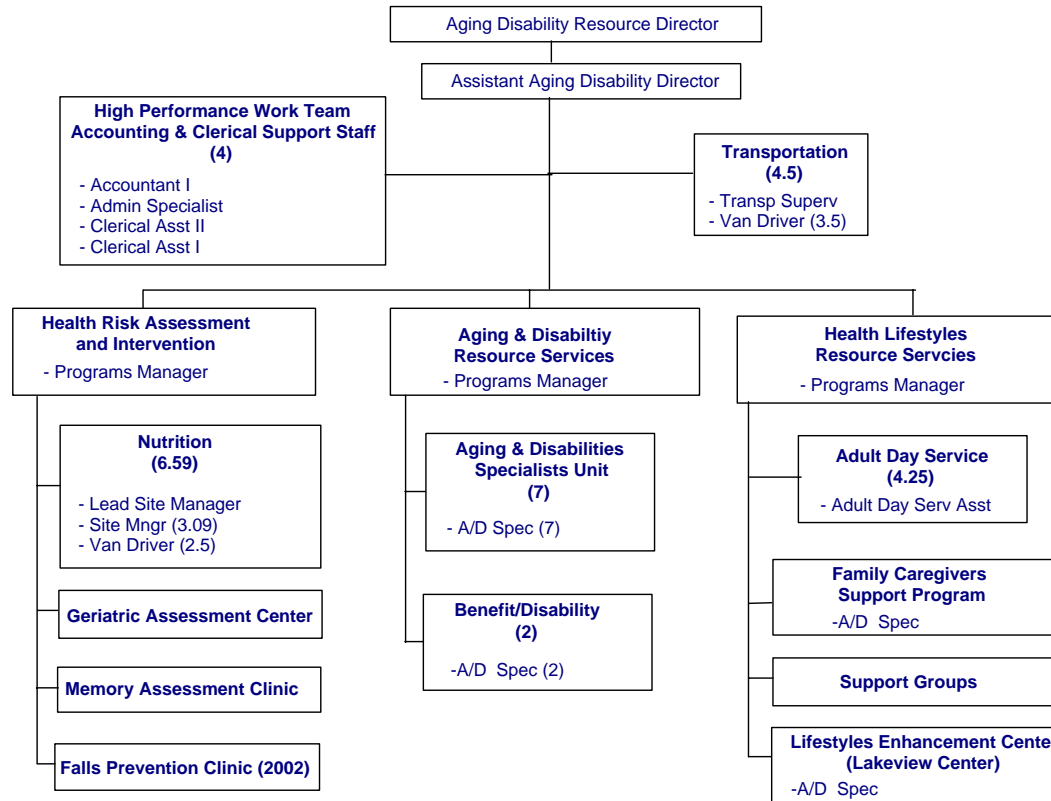 Aging Disability Resource Director
Assistant Aging Disability Director
High Performance Work Team
Accounting & Clerical Support Staff
(4)
- Accountant I
- Admin Specialist
- Clerical Asst II
- Clerical Asst I
Transportation
(4.5)
- Transp Superv
- Van Driver (3.5)
Health Risk Assessment
and Intervention
- Programs Manager
Nutrition
(6.59)
- Lead Site Manager
- Site Mngr (3.09)
- Van Driver (2.5)
Geriatric Assessment Center
Memory Assessment Clinic
Falls Prevention Clinic (2002)
Aging & Disabiltiy
Resource Services
- Programs Manager
Aging & Disabilities
Specialists Unit
(7)
- A/D Spec (7)
Benefit/Disability
(2)
-A/D Spec (2)
Health Lifestyles
Resource Servcies
- Programs Manager
Adult Day Service
(4.25)
- Adult Day Serv Asst
Family Caregivers
Support Program
-A/D Spec
Support Groups
Lifestyles Enhancement Cente
(Lakeview Center)
-A/D Spec